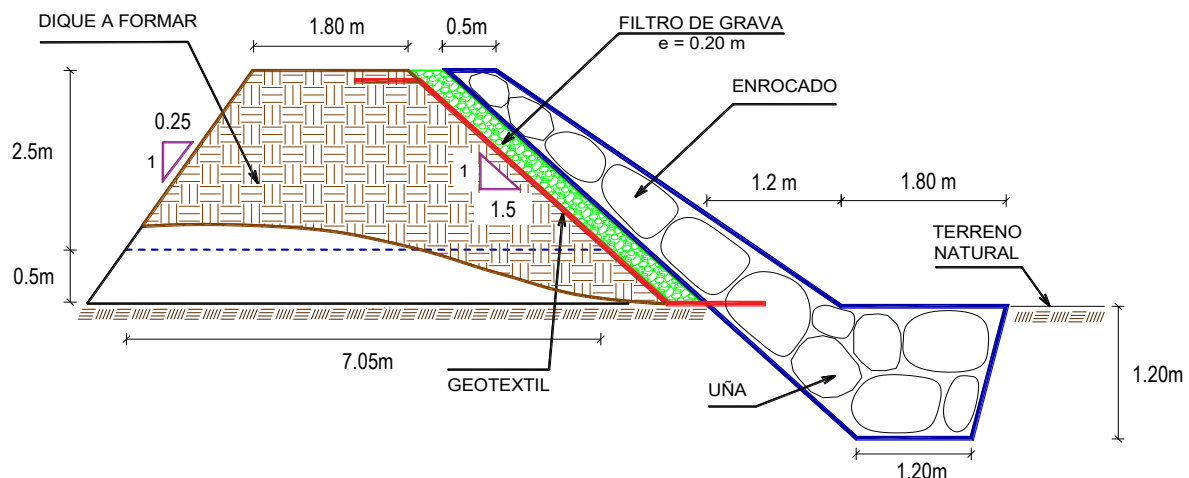 DIQUE A FORMAR
1.80 m
0.5m
FILTRO DE GRAVA
e = 0.20 m
ENROCADO
0.25
1
2.5m
1
1.5
1.2 m
1.80 m
TERRENO
NATURAL
0.5m
7.05m
GEOTEXTIL
UÑA
1.20m
1.20m